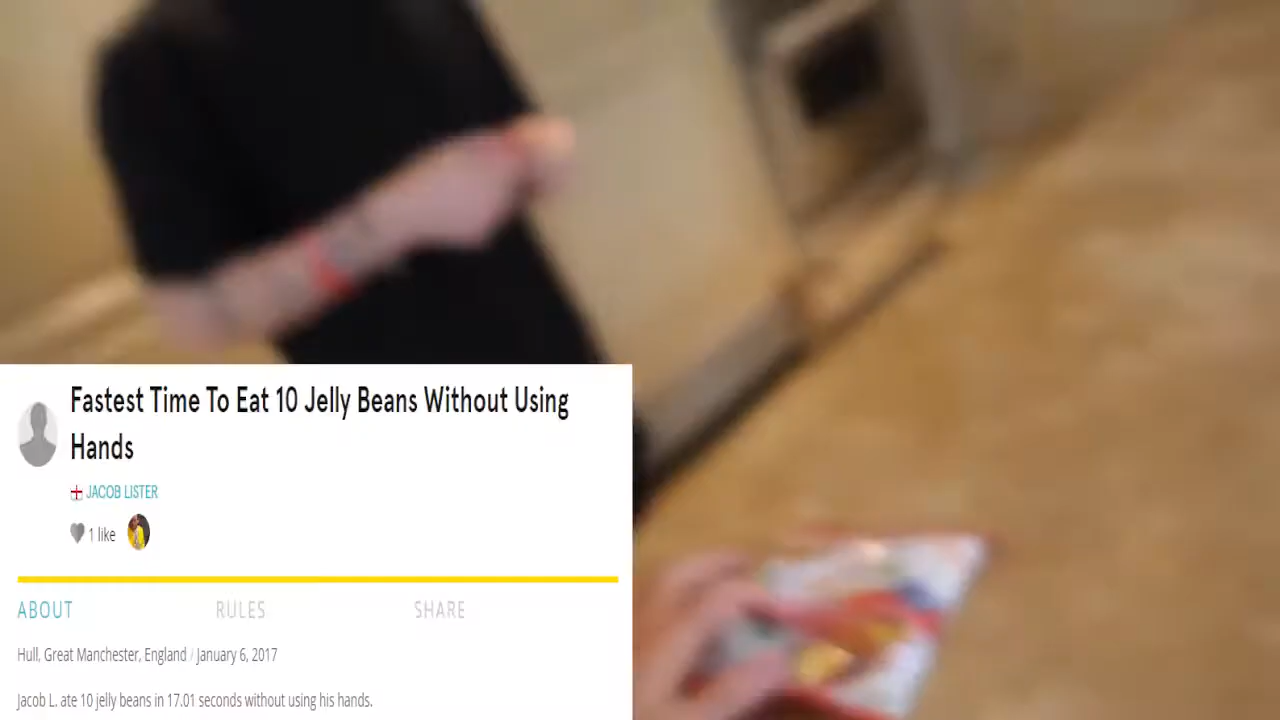 Fastest Time To Eat 10 Jelly Beans Without Using
Hands
JACOB LISTER
1 like
ABOUT RULES SHARE
Hull, Great Manchester, England / January 6, 2017
Jacob L. ate 10 jelly beans in 17.01 seconds without using his hands.